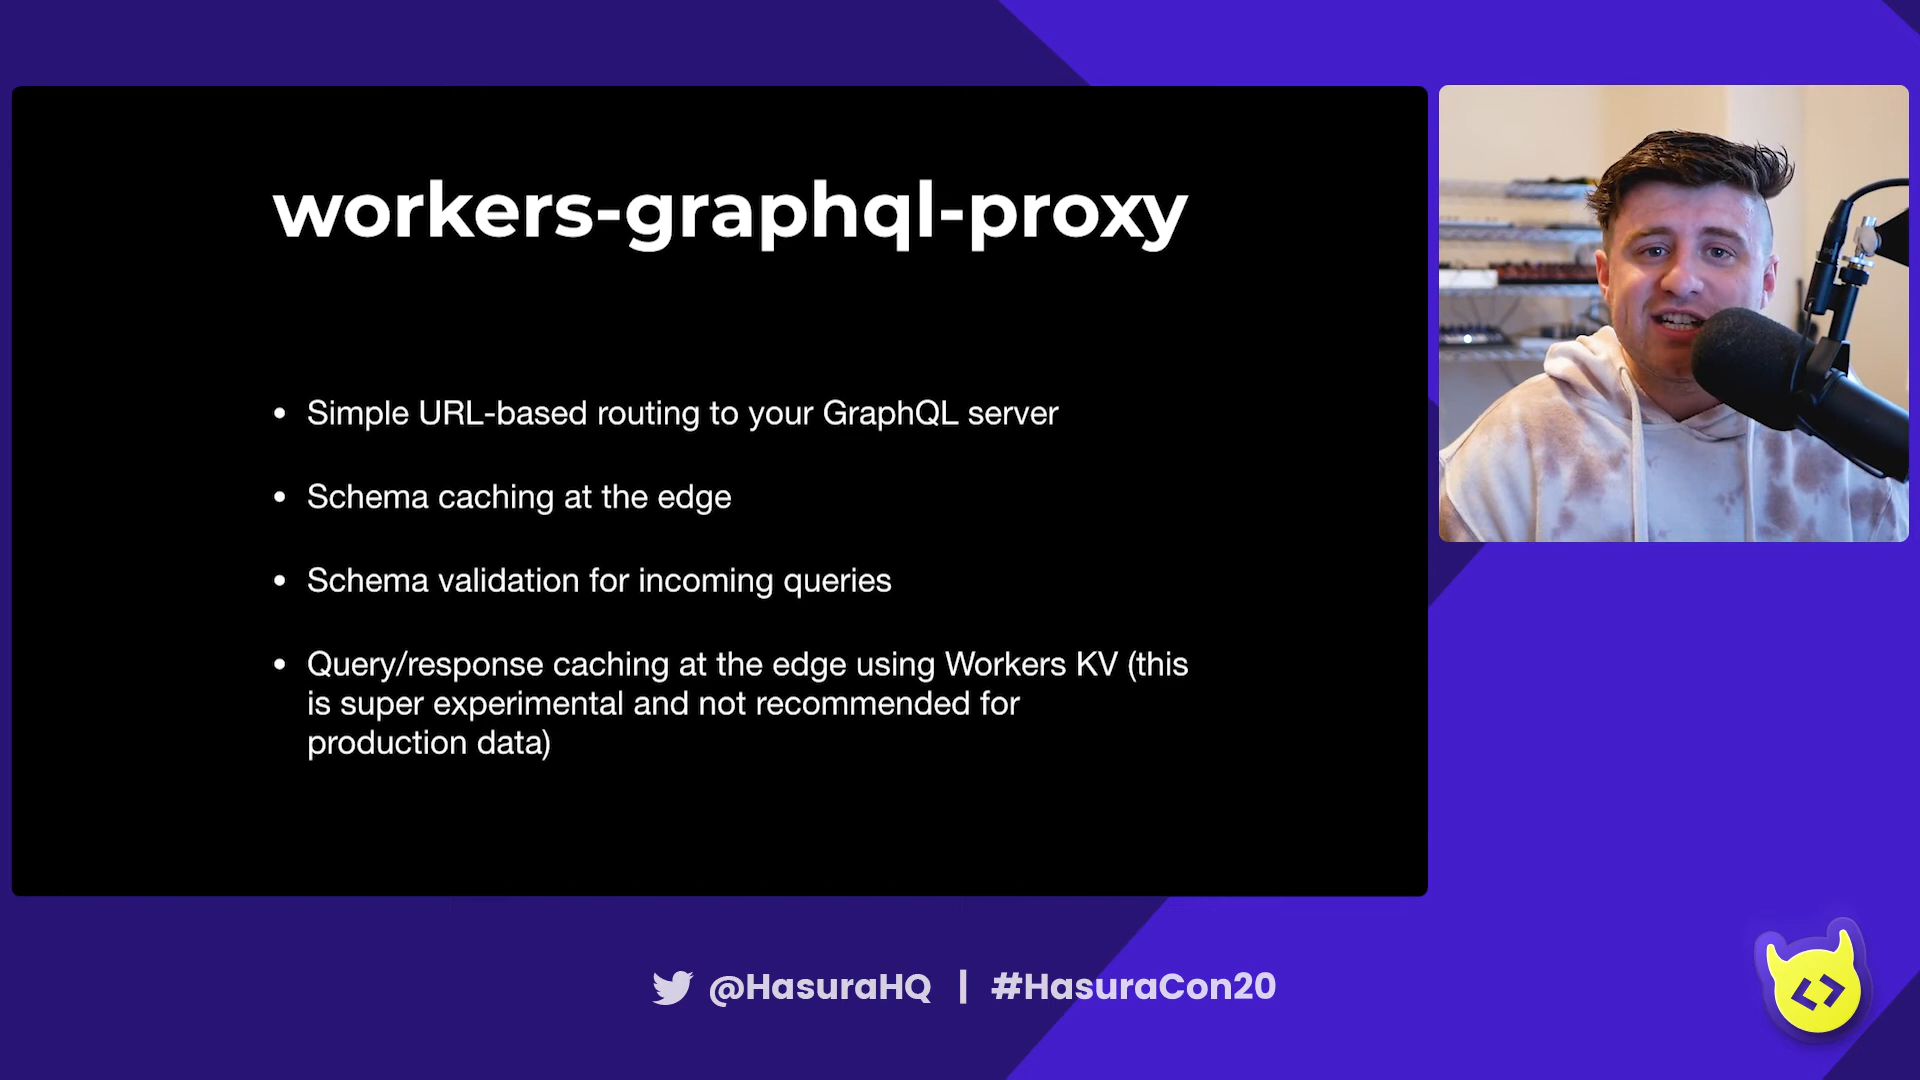 workers-graphql-proxy
• Simple URL-based routing to your GraphQL server
• Schema caching at the edge
• Schema validation for incoming queries
• Query/response caching at the edge using Workers KV (this
is super experimental and not recommended for
production data)
@HasuraHQ | #HasuraCon20